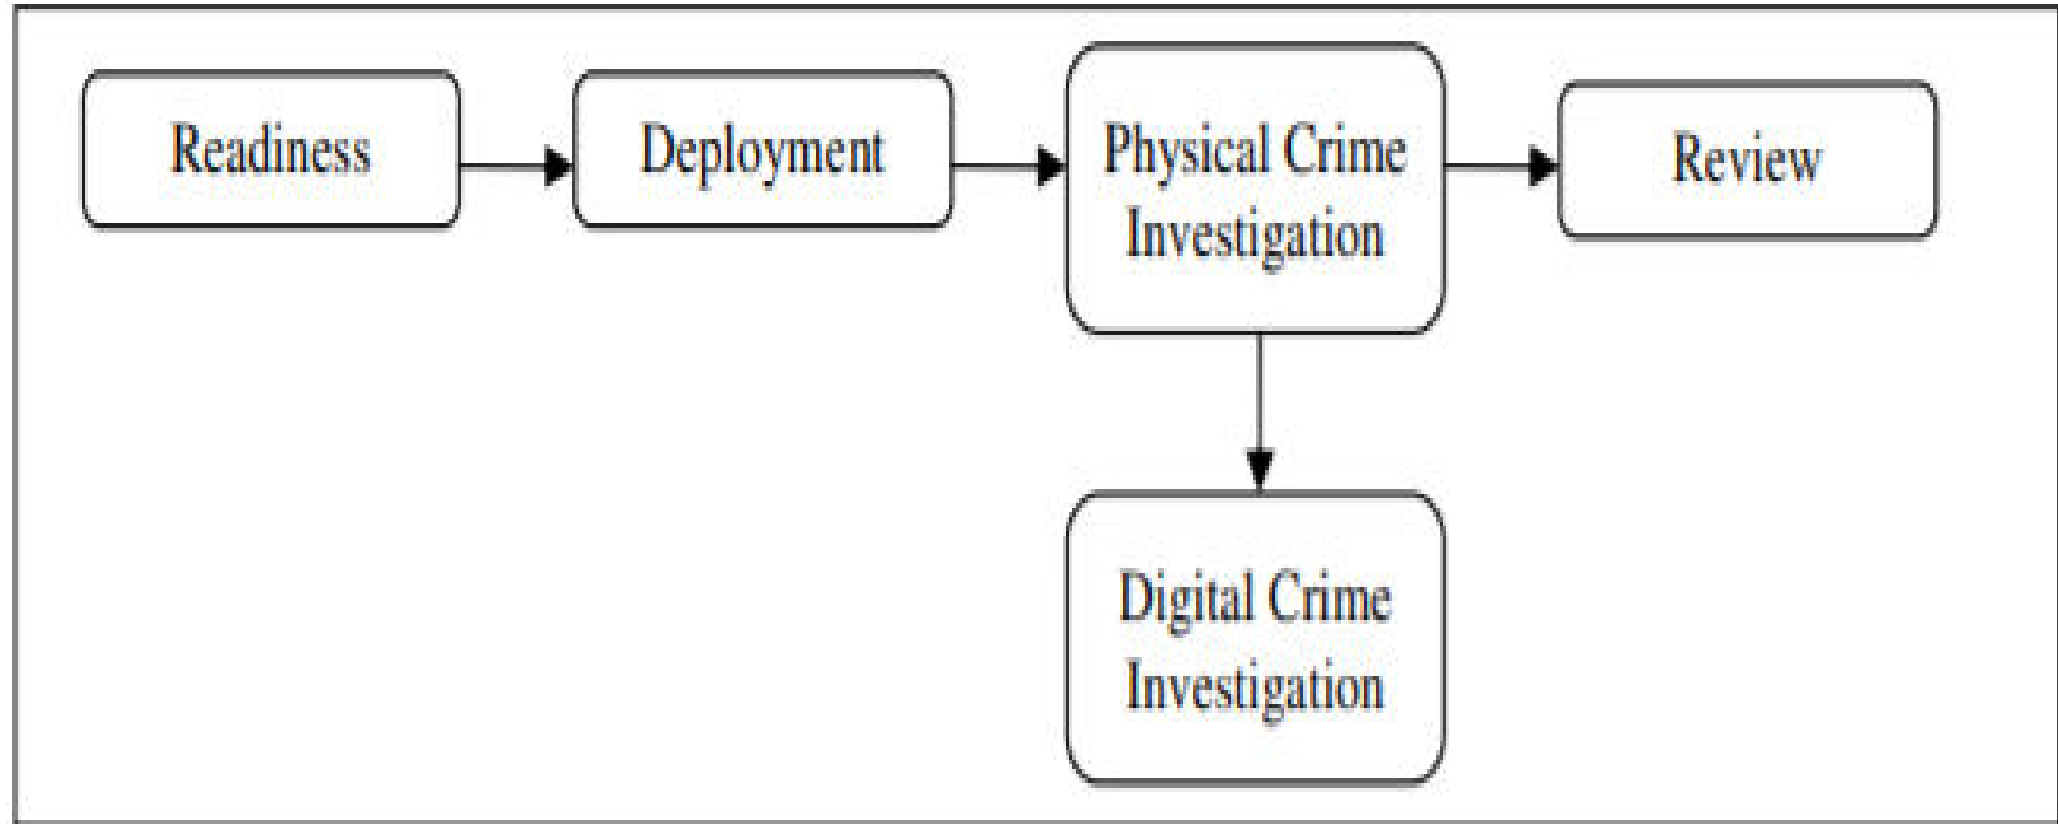 Readiness
Deployment
Physical Crime
Investigation
Review
Digital Crime
Investigation